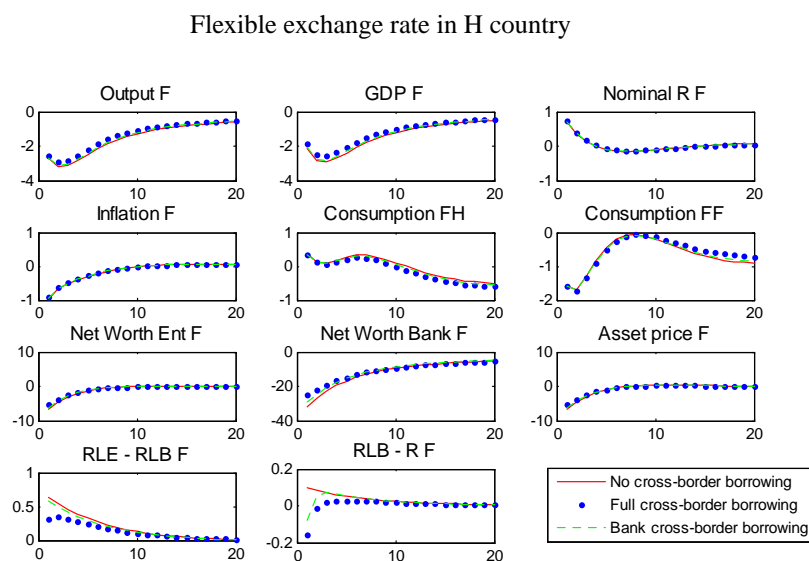 Flexible exchange rate in H country
Output F
GDP F
Nominal R F
0
-2
-4
0 10 20
0
-2
-4
0 10 20
1
0
-1
0 10 20
Inflation F
Consumption FH
Consumption FF
1
0
1
0 10 20
1
0
1
0 10 20
0
-1
-2
0 10 20
Net Worth Ent F
Net Worth Bank F
Asset price F
10
0
-10
0 10 20
0
-20
-40
0 10 20
10
0
-10
0 10 20
RLE - RLB F
RLB - R F
1
0.5
0
0 10 20
0.2
0
-0.2
0 10 20
No cross-border borrowing
Full cross-border borrowing
Bank cross-border borrowing